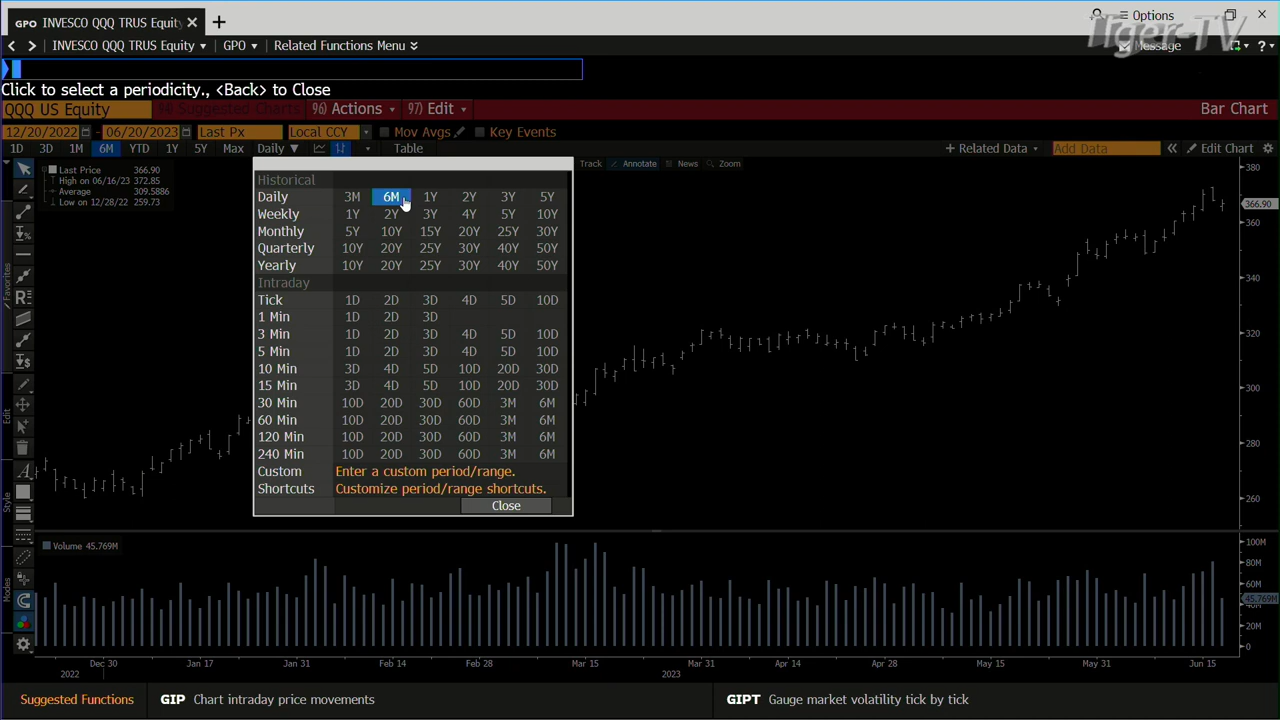 GPO INVESCO QQQ TRUS Equity × +
Options
Tiger-TV
INVESCO QQQ TRUS Equity GPO Related Functions Menu Message ?
Click to select a periodicity., <Back> to Close
QQQ US Equity 94) Suggested Charts 96) Actions 97) Edit Bar Chart
12/20/2022 - 06/20/2023 Last Px Local CCY Mov Avgs Key Events
1D 3D 1M 6M YTD 1Y 5Y Max Daily ▼ Table + Related Data Add Data « Edit Chart
Track Annotate News Zoom
Last Price 366.90
High on 06/16/23 372.85
Average 309.5886
Low on 12/28/22 259.73
Historical
Daily 3M 6M 1Y 2Y 3Y 5Y
Weekly 1Y 2Y 3Y 4Y 5Y 10Y
Monthly 5Y 10Y 15Y 20Y 25Y 30Y
Quarterly 10Y 20Y 25Y 30Y 40Y 50Y
Yearly 10Y 20Y 25Y 30Y 40Y 50Y
Intraday
Tick 1D 2D 3D 4D 5D 10D
1 Min 1D 2D 3D
3 Min 1D 2D 3D 4D 5D 10D
5 Min 1D 2D 3D 4D 5D 10D
10 Min 3D 4D 5D 10D 20D 30D
15 Min 3D 4D 5D 10D 20D 30D
30 Min 10D 20D 30D 60D 3M 6M
60 Min 10D 20D 30D 60D 3M 6M
120 Min 10D 20D 30D 60D 3M 6M
240 Min 10D 20D 30D 60D 3M 6M
Custom Enter a custom period/range.
Shortcuts Customize period/range shortcuts.
Close
Favorites
Edit
Style
Modes
380
366.90
360
340
320
300
280
260
Volume 45.769M
100M
80M
60M
45.769M
40M
20M
0
Dec 30 Jan 17 Jan 31 Feb 14 Feb 28 Mar 15 Mar 31 Apr 14 Apr 28 May 15 May 31 Jun 15
2022 2023
Suggested Functions GIP Chart intraday price movements GIPT Gauge market volatility tick by tick